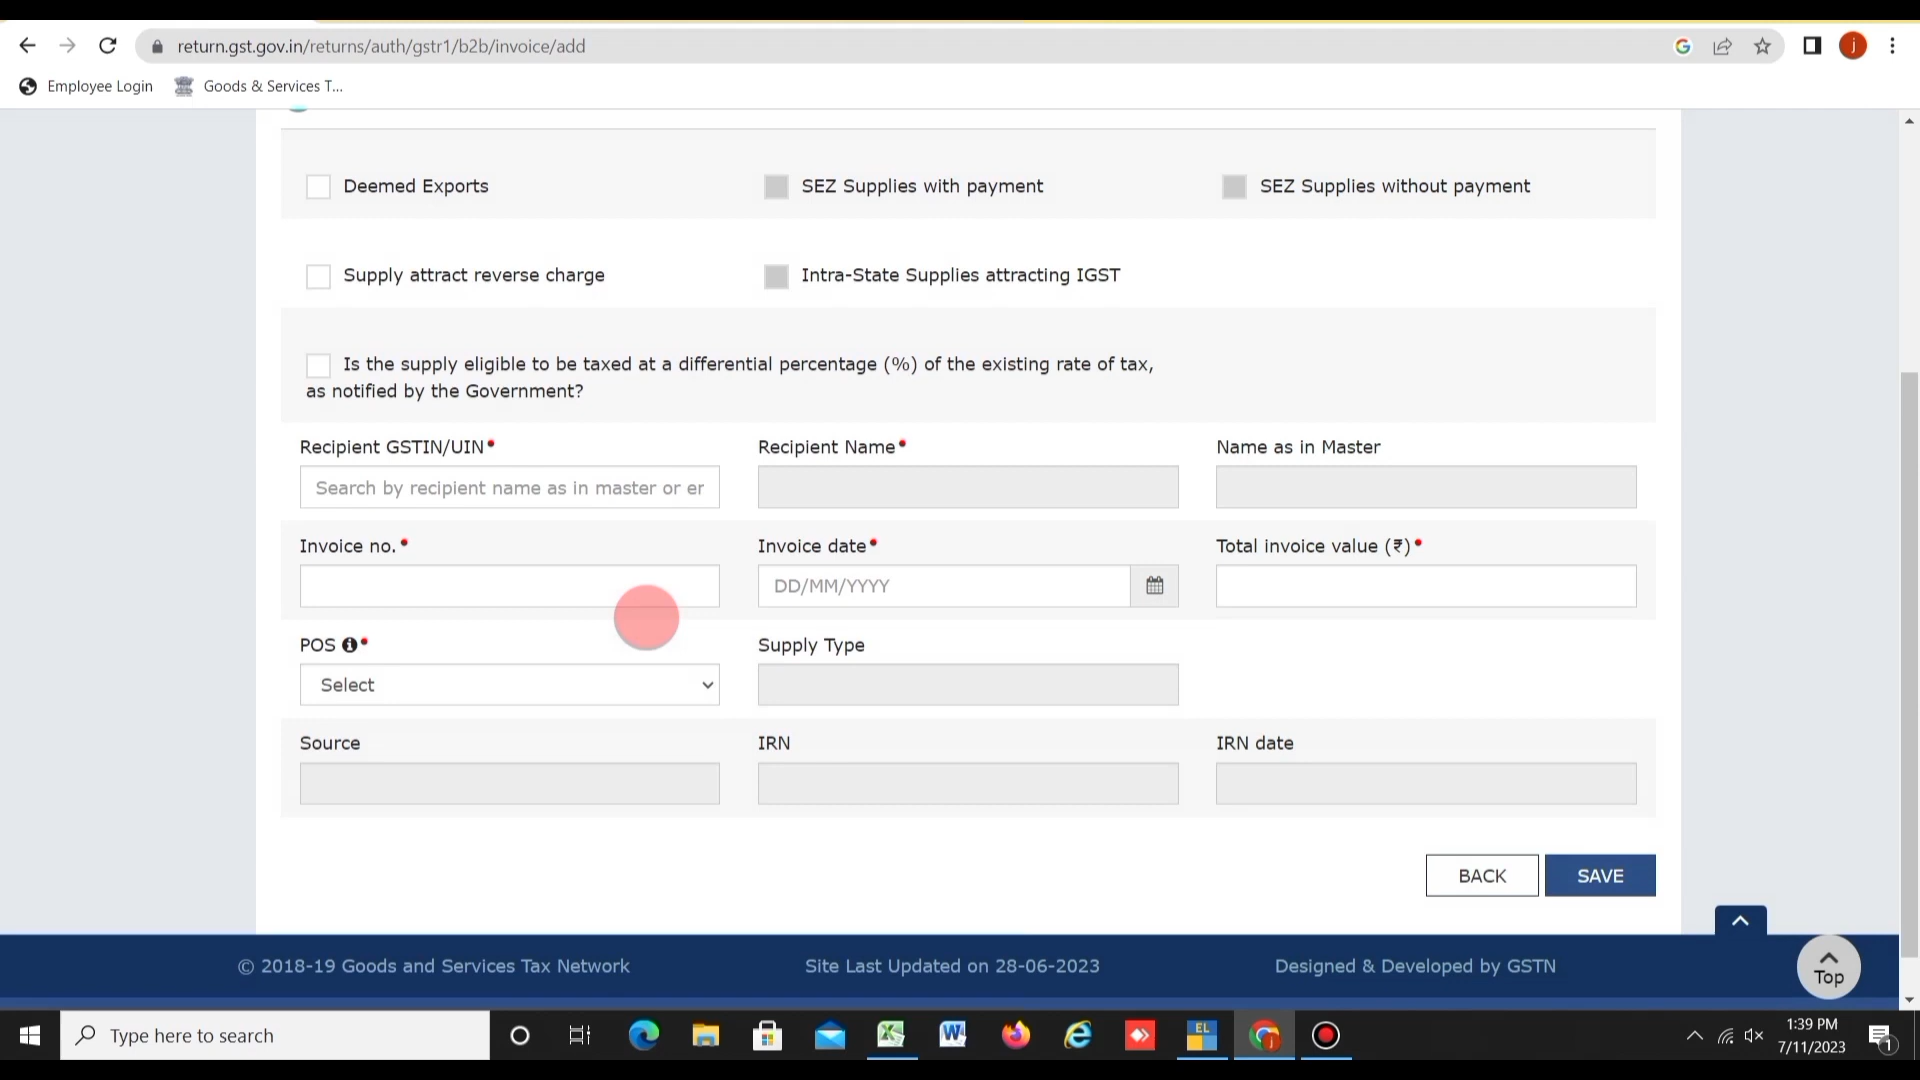 return.gst.gov.in/returns/auth/gstr1/b2b/invoice/add
j
Employee Login
Goods & Services T...
Deemed Exports
SEZ Supplies with payment
SEZ Supplies without payment
Supply attract reverse charge
Intra-State Supplies attracting IGST
Is the supply eligible to be taxed at a differential percentage (%) of the existing rate of tax,
as notified by the Government?
Recipient GSTIN/UIN•
Recipient Name•
Name as in Master
Search by recipient name as in master or er
Invoice no.•
Invoice date•
Total invoice value (₹)•
DD/MM/YYYY
POS •
Supply Type
Select
Source
IRN
IRN date
BACK
SAVE
© 2018-19 Goods and Services Tax Network
Site Last Updated on 28-06-2023
Designed & Developed by GSTN
Top
Type here to search
EL
j
1:39 PM
7/11/2023
1